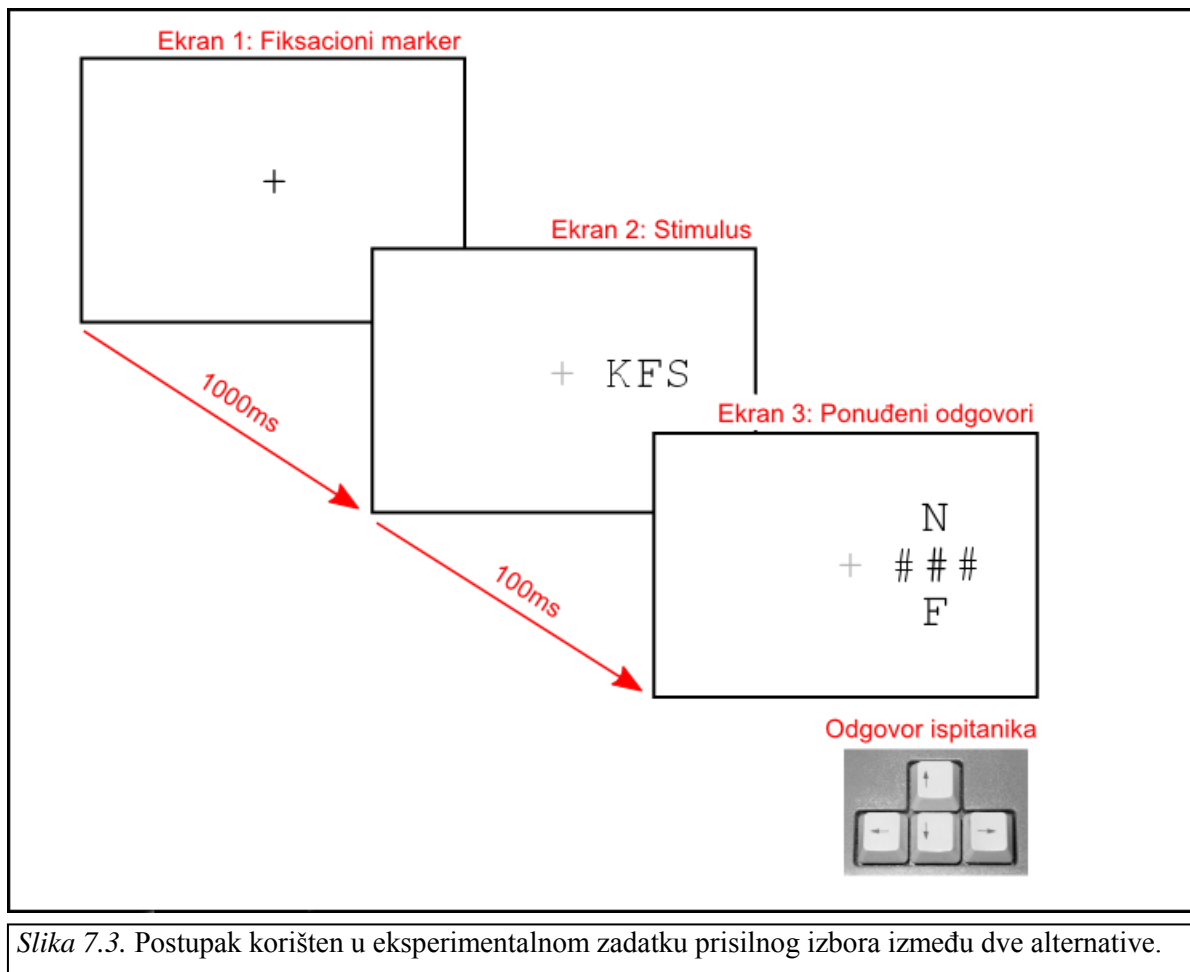 Ekran 1: Fiksacioni marker
+
Ekran 2: Stimulus
+ KFS
1000ms
Ekran 3: Ponuđeni odgovori
N
+ ###
F
100ms
Odgovor ispitanika
↑
← ↓ →
Slika 7.3. Postupak korišten u eksperimentalnom zadatku prisilnog izbora između dve alternative.